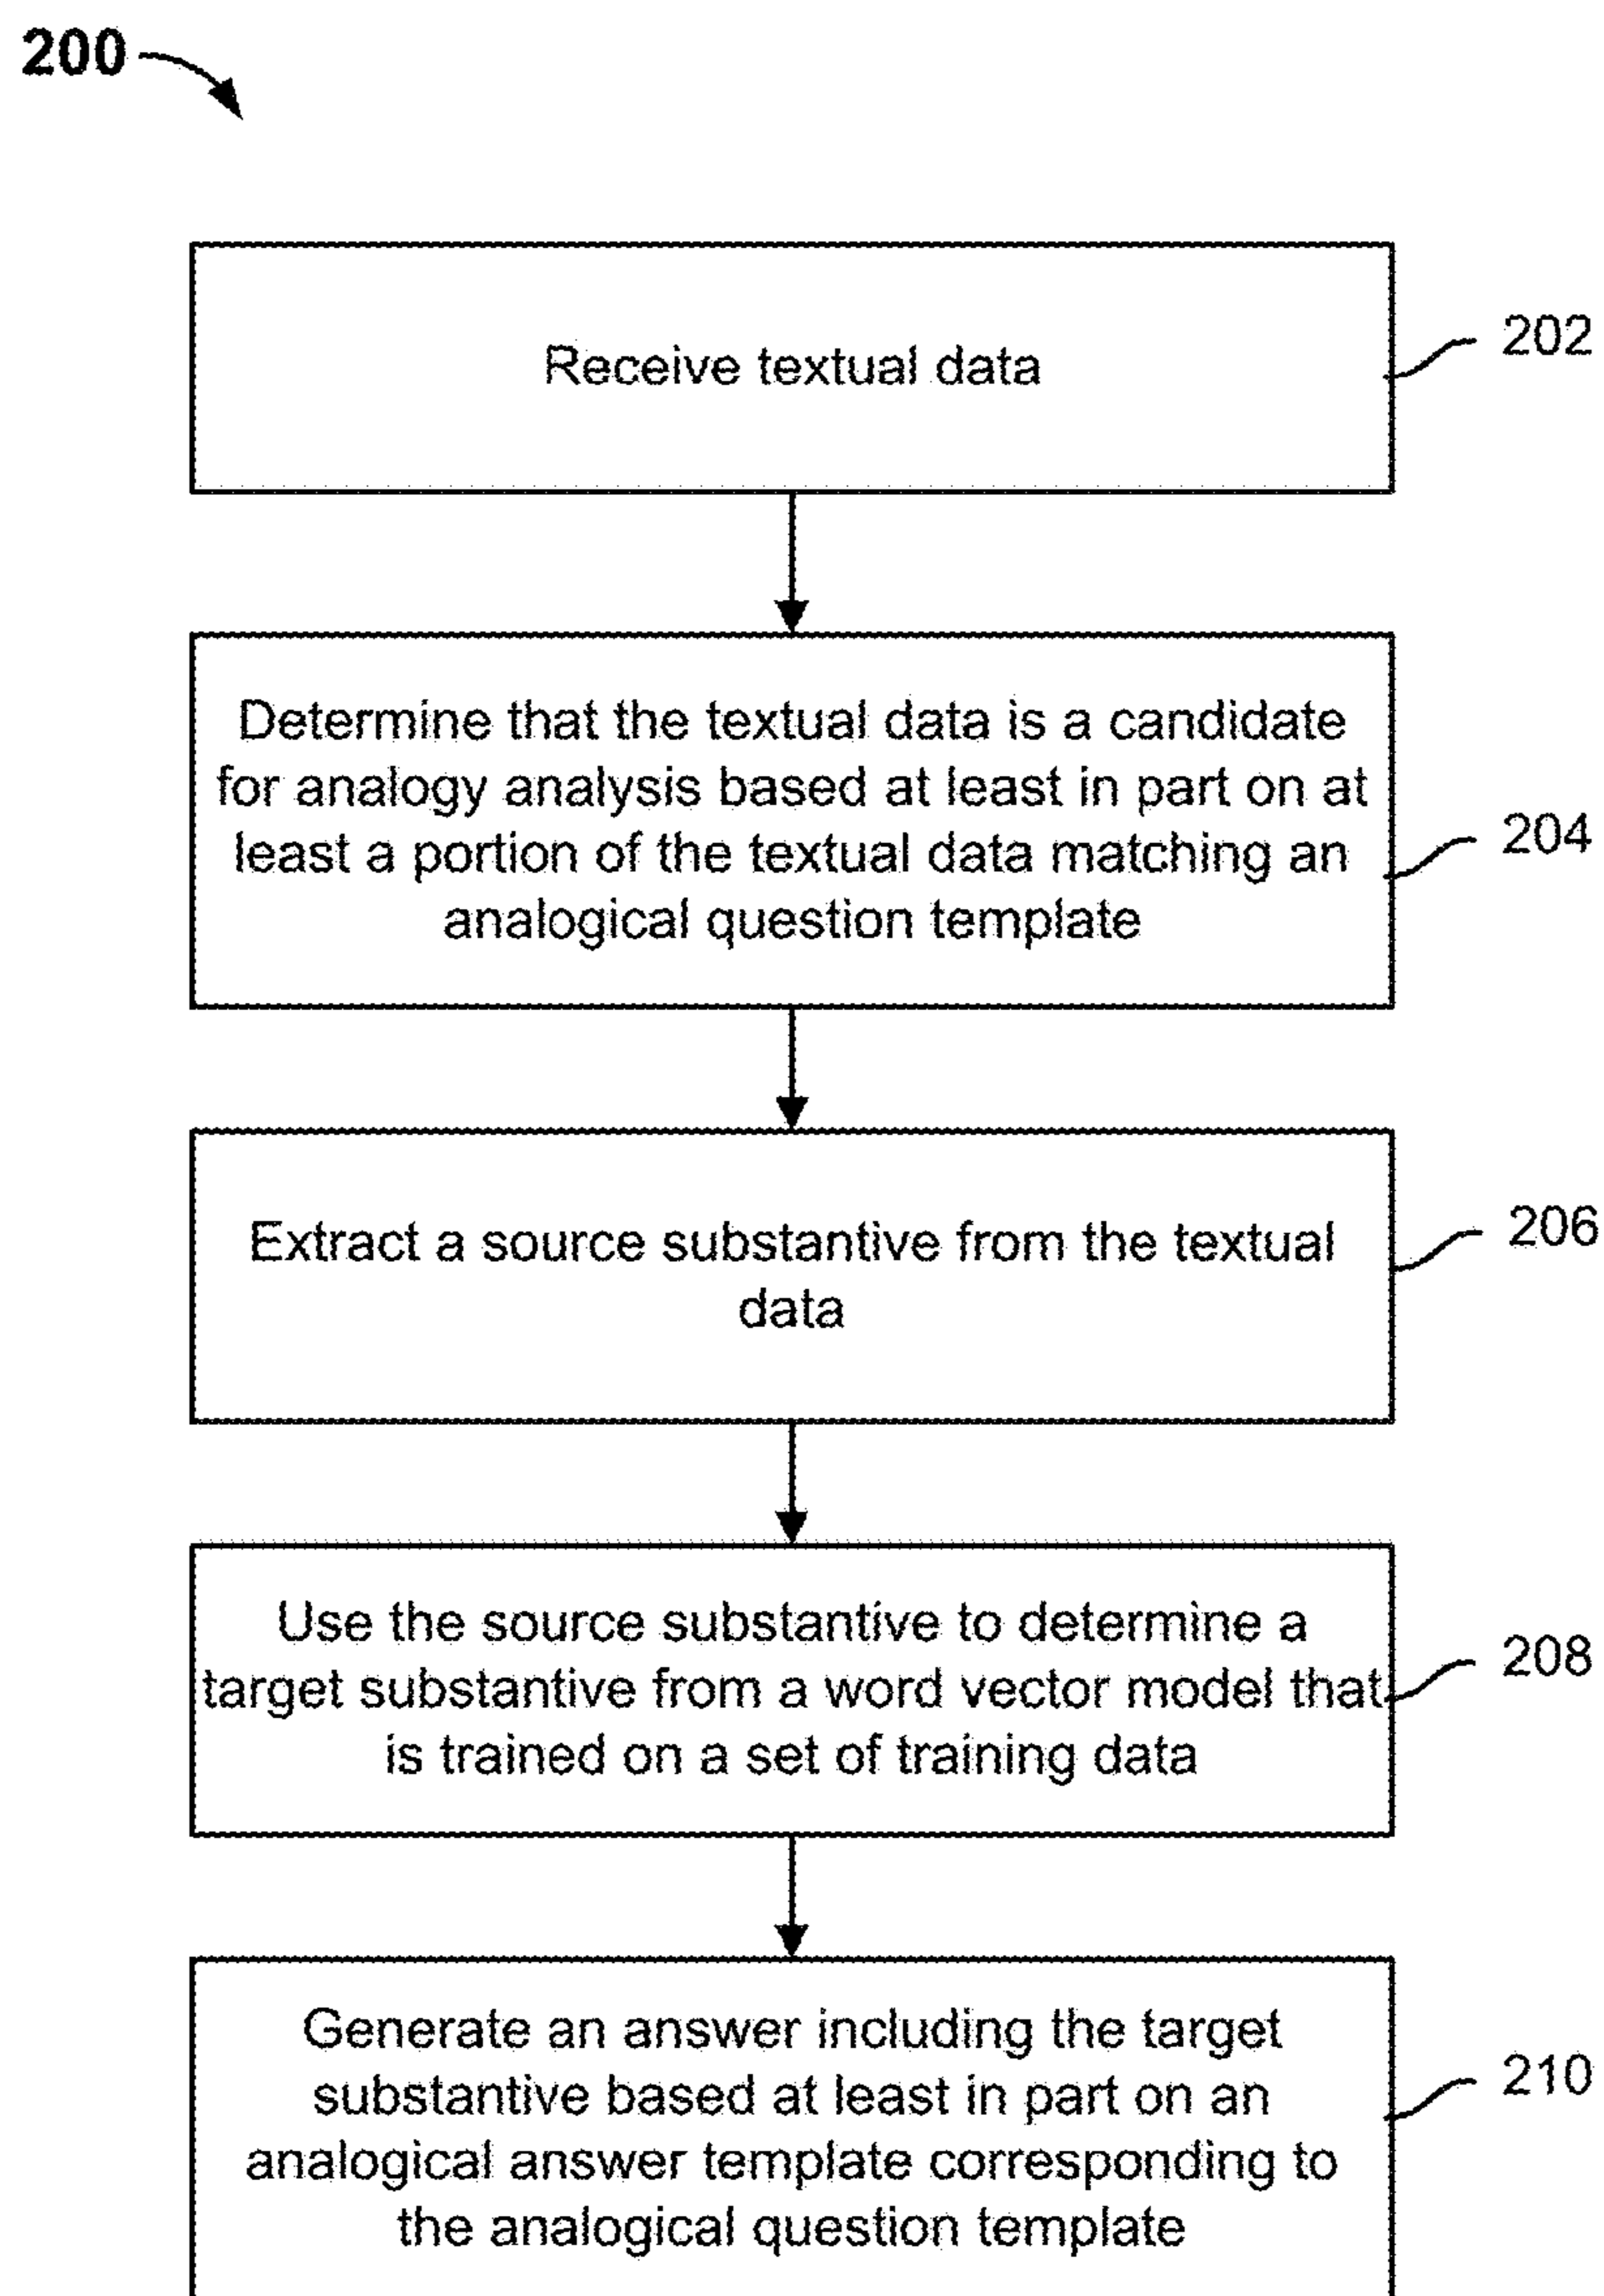 200
Receive textual data
202
Determine that the textual data is a candidate
for analogy analysis based at least in part on at
least a portion of the textual data matching an
analogical question template
204
Extract a source substantive from the textual
data
206
Use the source substantive to determine a
target substantive from a word vector model that
is trained on a set of training data
208
Generate an answer including the target
substantive based at least in part on an
analogical answer template corresponding to
the analogical question template
210